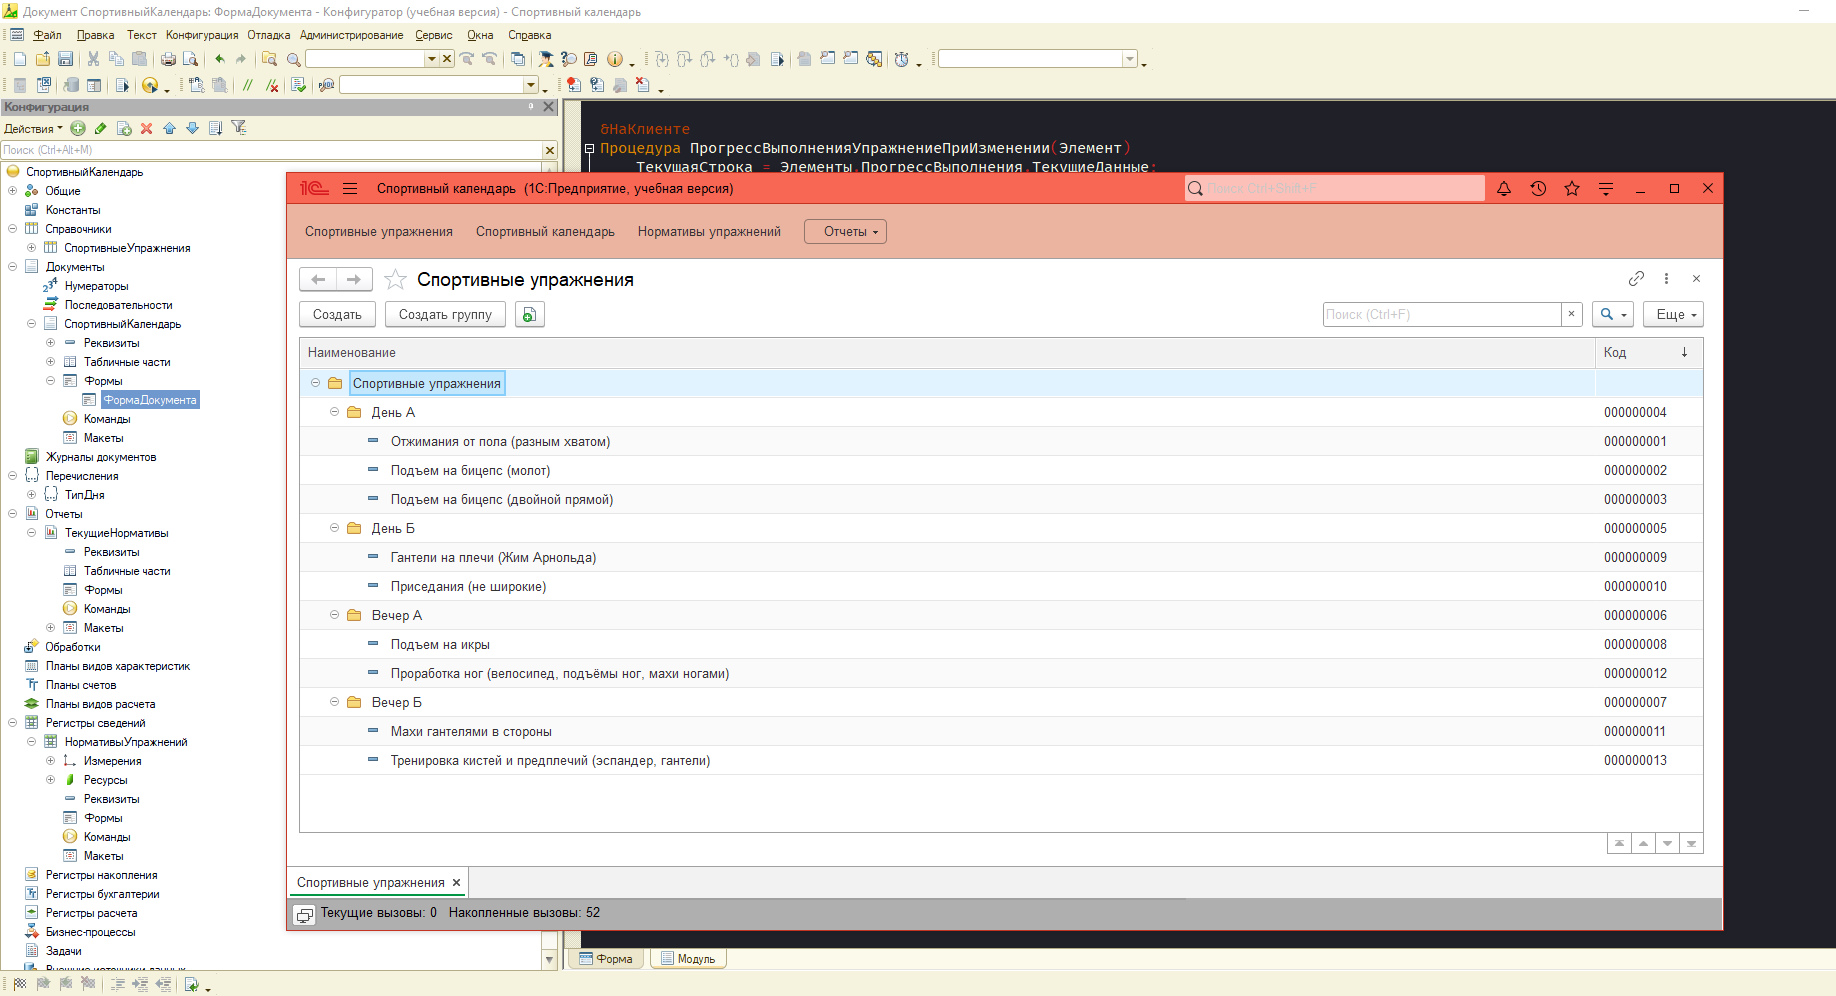 Документ СпортивныйКалендарь: ФормаДокумента - Конфигуратор (учебная версия) - Спортивный календарь
Файл Правка Текст Конфигурация Отладка Администрирование Сервис Окна Справка
Конфигурация
Действия
Поиск (Ctrl+Alt+M)
СпортивныйКалендарь
Общие
Константы
Справочники
СпортивныеУпражнения
Документы
Нумераторы
Последовательности
СпортивныйКалендарь
Реквизиты
Табличные части
Формы
ФормаДокумента
Команды
Макеты
Журналы документов
Перечисления
ТипДня
Отчеты
ТекущиеНормативы
Реквизиты
Табличные части
Формы
Команды
Макеты
Обработки
Планы видов характеристик
Планы счетов
Планы видов расчета
Регистры сведений
НормативыУпражнений
Измерения
Ресурсы
Реквизиты
Формы
Команды
Макеты
Регистры накопления
Регистры бухгалтерии
Регистры расчета
Бизнес-процессы
Задачи
Внешние источники данных
&НаКлиенте
Процедура ПрогрессВыполненияУпражнениеПриИзменении(Элемент)
ТекущаяСтрока = Элементы.ПрогрессВыполнения.ТекущиеДанные;
1С Спортивный календарь (1С:Предприятие, учебная версия)
Поиск Ctrl+Shift+F
Спортивные упражнения Спортивный календарь Нормативы упражнений Отчеты
Спортивные упражнения
Создать Создать группу Поиск (Ctrl+F) Еще
Наименование Код
Спортивные упражнения
День А 000000004
Отжимания от пола (разным хватом) 000000001
Подъем на бицепс (молот) 000000002
Подъем на бицепс (двойной прямой) 000000003
День Б 000000005
Гантели на плечи (Жим Арнольда) 000000009
Приседания (не широкие) 000000010
Вечер А 000000006
Подъем на икры 000000008
Проработка ног (велосипед, подъёмы ног, махи ногами) 000000012
Вечер Б 000000007
Махи гантелями в стороны 000000011
Тренировка кистей и предплечий (эспандер, гантели) 000000013
Спортивные упражнения
Текущие вызовы: 0 Накопленные вызовы: 52
Форма Модуль